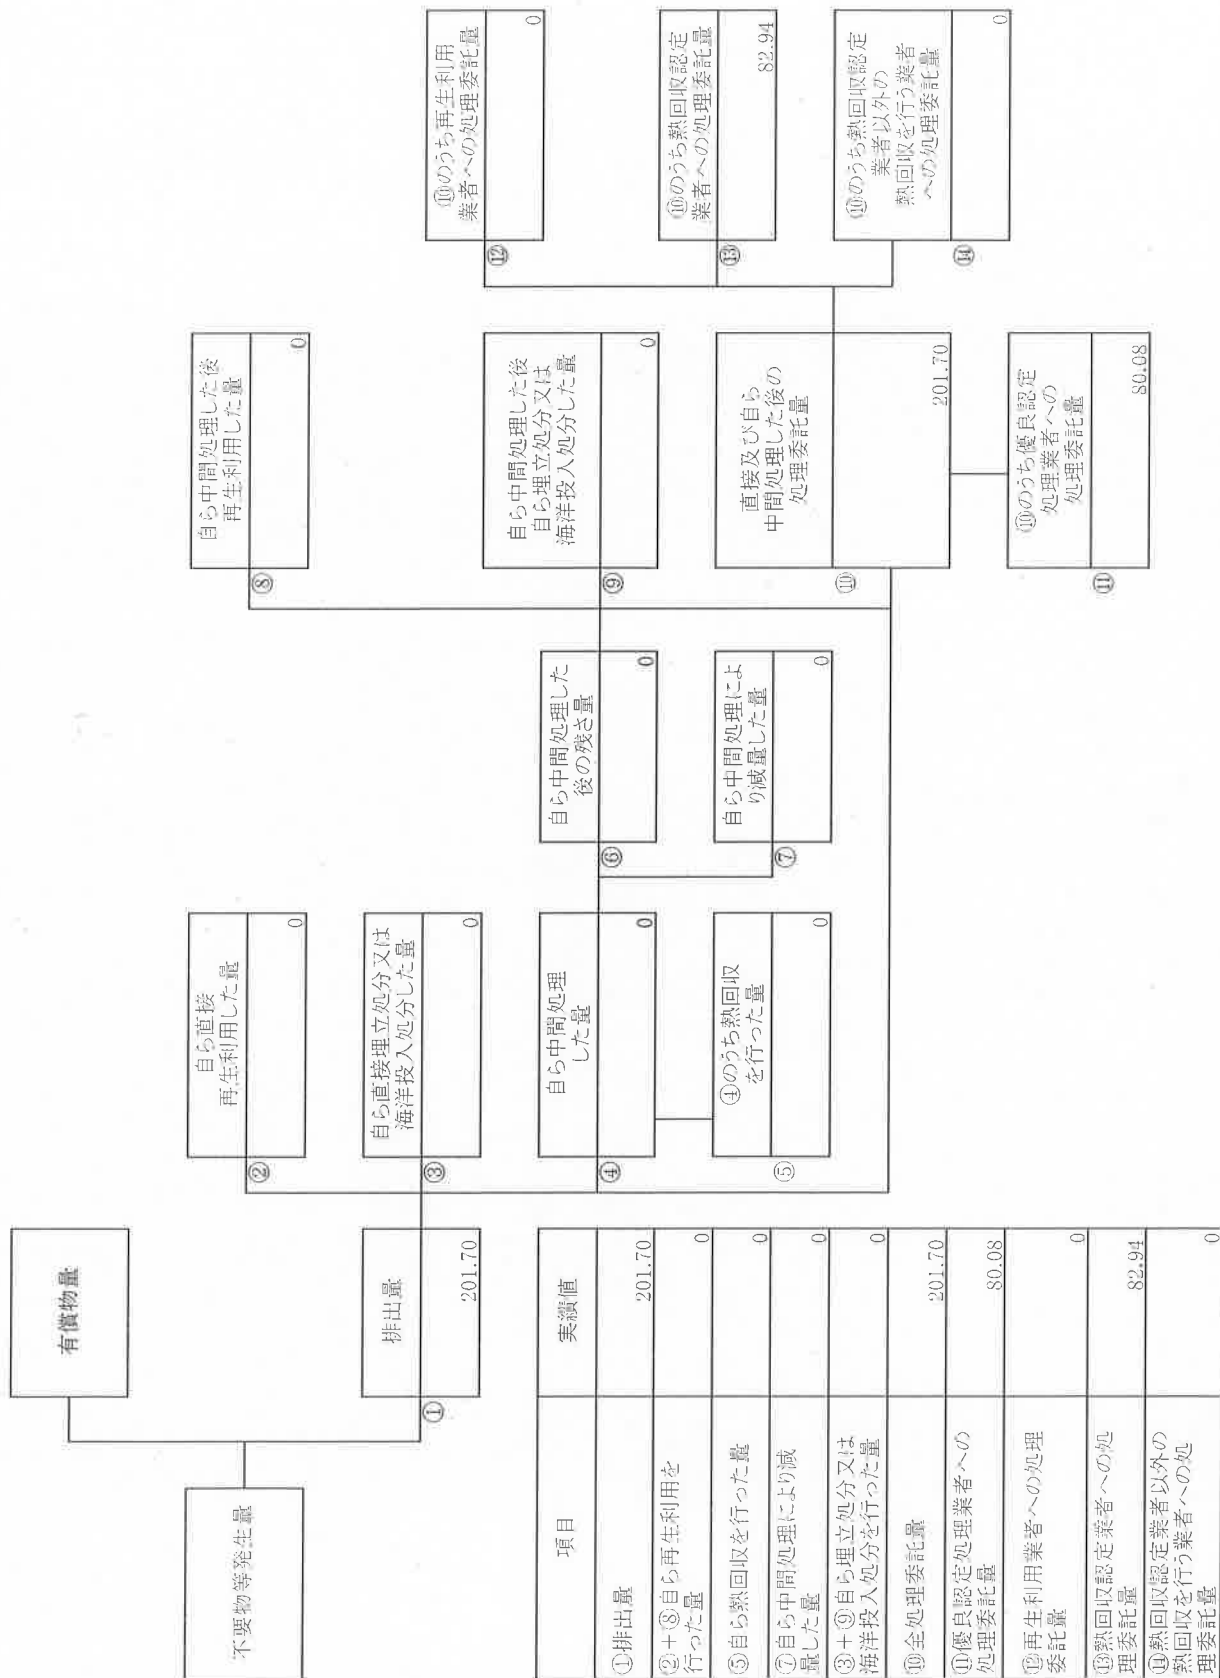 有償物量
不要物等発生量
排出量
①
201.70
自ら直接
再生利用した量
②
0
自ら直接埋立処分又は
海洋投入処分した量
③
0
自ら中間処理
した量
④
0
④のうち熱回収
を行った量
⑤
0
自ら中間処理した
後の残さ量
⑥
0
自ら中間処理によ
り減量した量
⑦
0
自ら中間処理した後
再生利用した量
⑧
0
自ら中間処理した後
自ら埋立処分又は
海洋投入処分した量
⑨
0
直接及び自ら
中間処理した後の
処理委託量
⑩
201.70
⑩のうち優良認定
処理業者への
処理委託量
⑪
80.08
⑩のうち再生利用
業者への処理委託量
⑫
0
⑩のうち熱回収認定
業者への処理委託量
⑬
82.94
⑩のうち熱回収認定
業者以外の
熱回収を行う業者
への処理委託量
⑭
0
項目
実績値
①排出量
201.70
②+⑧自ら再生利用を
行った量
0
⑤自ら熱回収を行った量
0
⑦自ら中間処理により減
量した量
0
③+⑨自ら埋立処分又は
海洋投入処分を行った量
0
⑩全処理委託量
201.70
⑪優良認定処理業者への
処理委託量
80.08
⑫再生利用業者への処理
委託量
0
⑬熱回収認定業者への処
理委託量
82.94
⑭熱回収認定業者以外の
熱回収を行う業者への処
理委託量
0